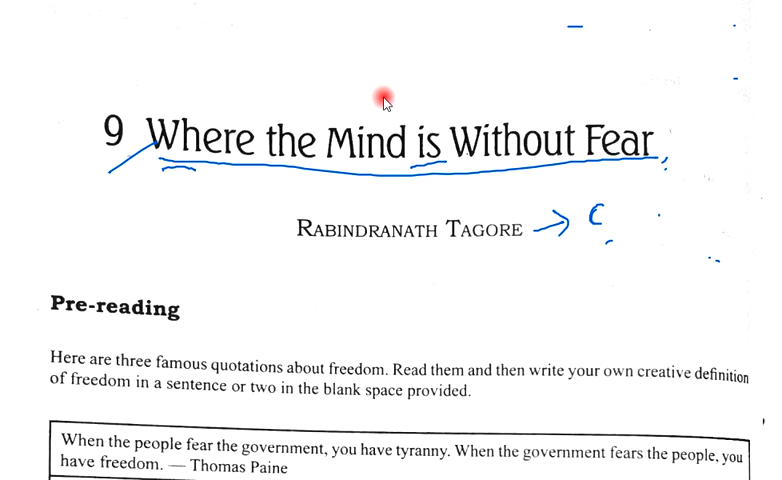 9 Where the Mind is Without Fear
RABINDRANATH TAGORE → C
Pre-reading
Here are three famous quotations about freedom. Read them and then write your own creative definition
of freedom in a sentence or two in the blank space provided.
When the people fear the government, you have tyranny. When the government fears the people, you
have freedom. — Thomas Paine